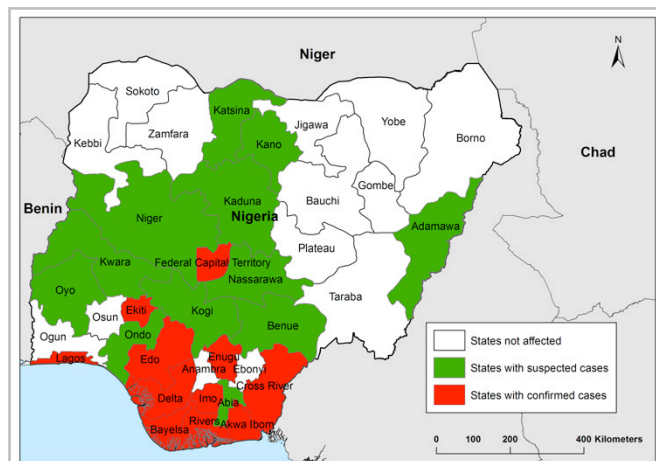 Niger
N
Sokoto
Katsina
Kebbi
Zamfara
Kano
Jigawa
Yobe
Borno
Chad
Benin
Niger
Kaduna
Nigeria
Bauchi
Gombe
Adamawa
Plateau
Kwara
Federal Capital Territory
Nassarawa
Taraba
Oyo
Osun
Ekiti
Kogi
Benue
Ogun
Ondo
Lagos
Edo
Enugu
Anambra
Ebonyi
Cross River
Delta
Imo
Abia
Bayelsa
Rivers
Akwa Ibom
States not affected
States with suspected cases
States with confirmed cases
0 100 200 400 Kilometers